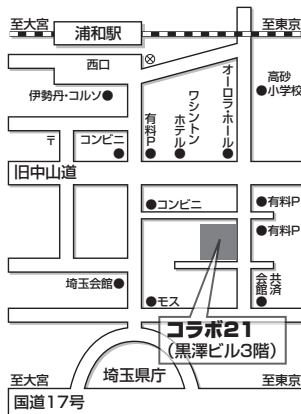 至大宮
浦和駅
至東京
西口
伊勢丹・コルソ
高砂
小学校
〒
コンビニ
有料P
ワシントン
ホテル
オーロラ・ホール
旧中山道
コンビニ
有料P
有料P
埼玉会館
モス
共済
会館
コラボ21
(黒澤ビル3階)
埼玉県庁
至大宮
至東京
国道17号